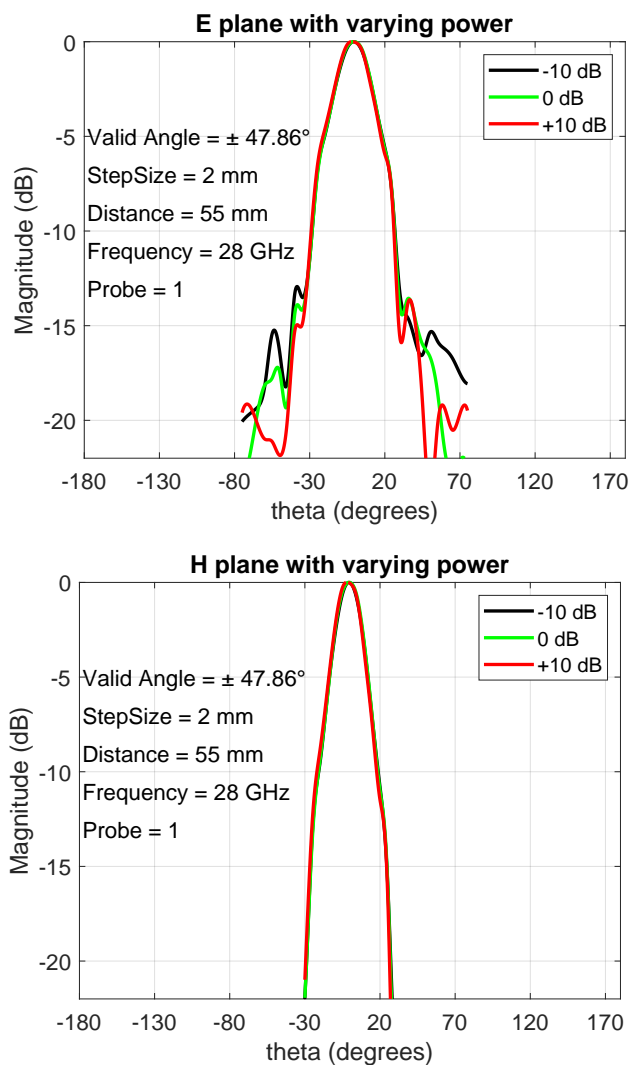 E plane with varying power
0
-5
-10
-15
-20
Magnitude (dB)
Valid Angle = ± 47.86°
StepSize = 2 mm
Distance = 55 mm
Frequency = 28 GHz
Probe = 1
-10 dB
0 dB
+10 dB
-180 -130 -80 -30 20 70 120 170
theta (degrees)
H plane with varying power
0
-5
-10
-15
-20
Magnitude (dB)
Valid Angle = ± 47.86°
StepSize = 2 mm
Distance = 55 mm
Frequency = 28 GHz
Probe = 1
-10 dB
0 dB
+10 dB
-180 -130 -80 -30 20 70 120 170
theta (degrees)